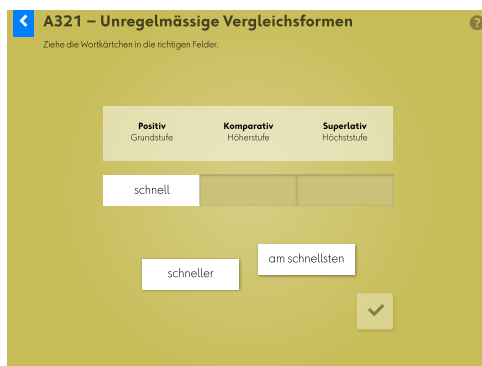 A321 – Unregelmässige Vergleichsformen
?
Ziehe die Wortkärtchen in die richtigen Felder.
Positiv Komparativ Superlativ
Grundstufe Höherstufe Höchststufe
schnell
am schnellsten
schneller